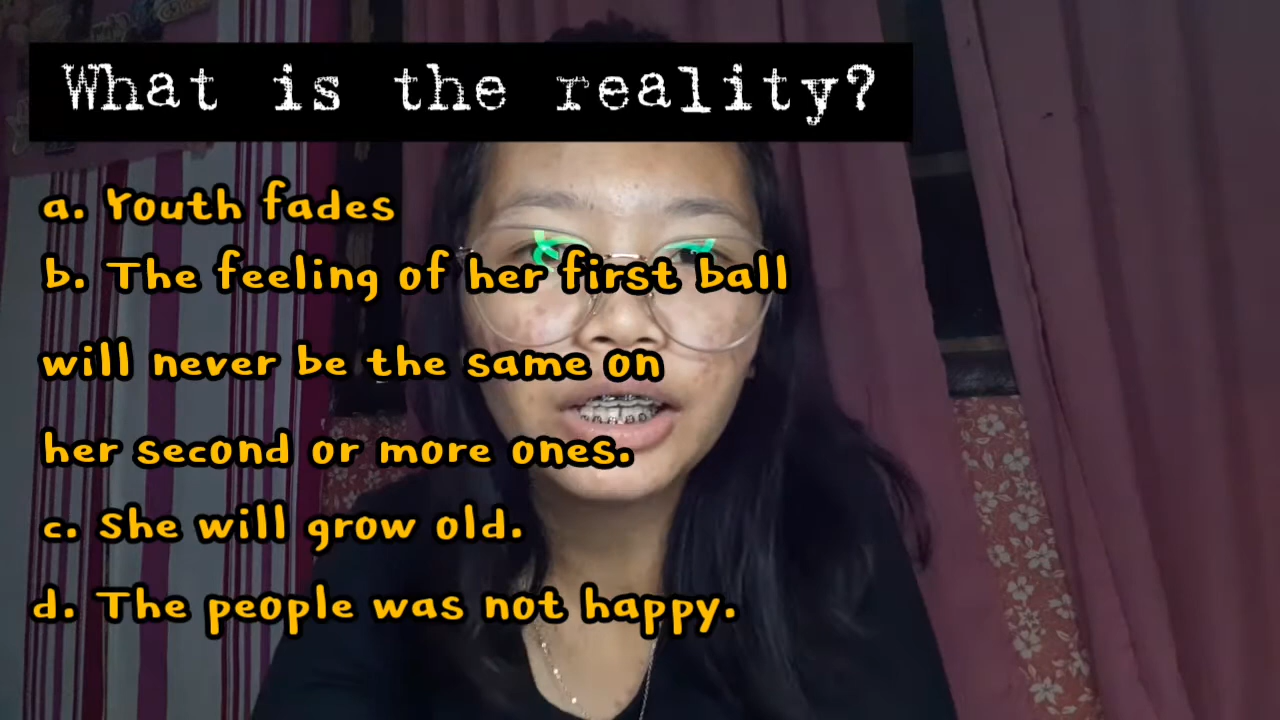 What is the reality?
a. Youth fades
b. The feeling of her first ball
will never be the same on
her second or more ones.
c. She will grow old.
d. The people was not happy.